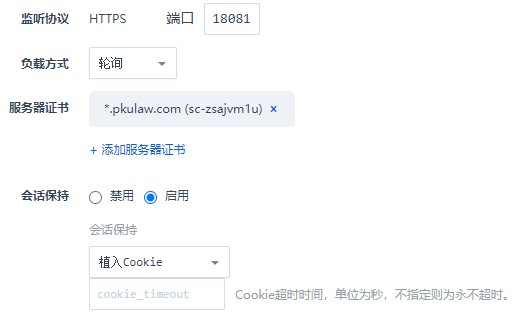 监听协议 HTTPS 端口 18081
负载方式 轮询
服务器证书 *.pkulaw.com (sc-zsajvm1u) ×
+ 添加服务器证书
会话保持 禁用 启用
会话保持
植入Cookie
cookie_timeout Cookie超时时间，单位为秒，不指定则为永不超时。